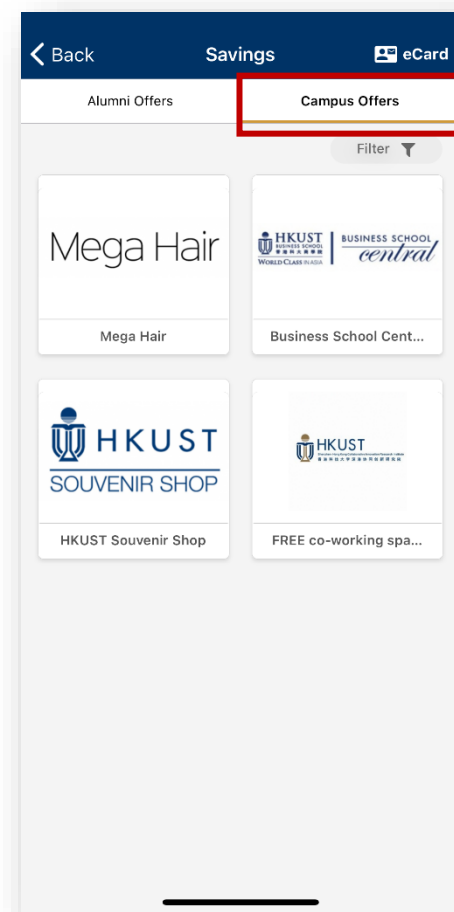 Back
Savings
eCard
Alumni Offers
Campus Offers
Filter
Mega Hair
HKUST
BUSINESS SCHOOL
WORLD CLASS IN ASIA
BUSINESS SCHOOL
central
Mega Hair
Business School Cent...
HKUST
SOUVENIR SHOP
HKUST
HKUST Souvenir Shop
FREE co-working spa...